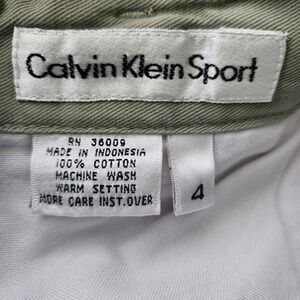 Calvin Klein Sport
RN 36009
MADE IN INDONESIA
100% COTTON
MACHINE WASH
WARM SETTING
MORE CARE INST. OVER
4